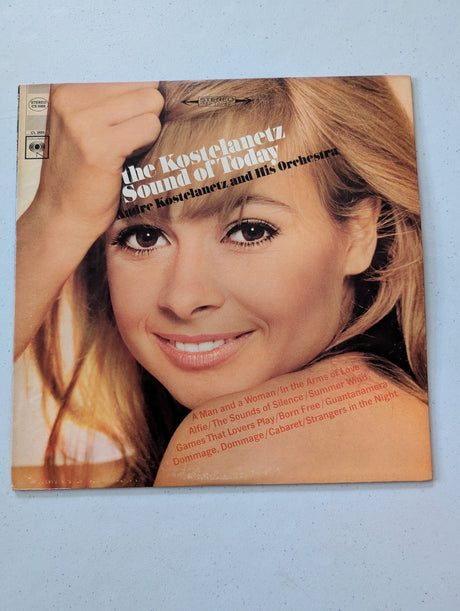 STEREO
the Kostelanetz
Sound of Today
Andre Kostelanetz and His Orchestra
A Man and a Woman/In the Arms of Love
Alfie/The Sounds of Silence/Summer Wind
Games That Lovers Play/Born Free/Guantanamera
Dommage, Dommage/Cabaret/Strangers in the Night